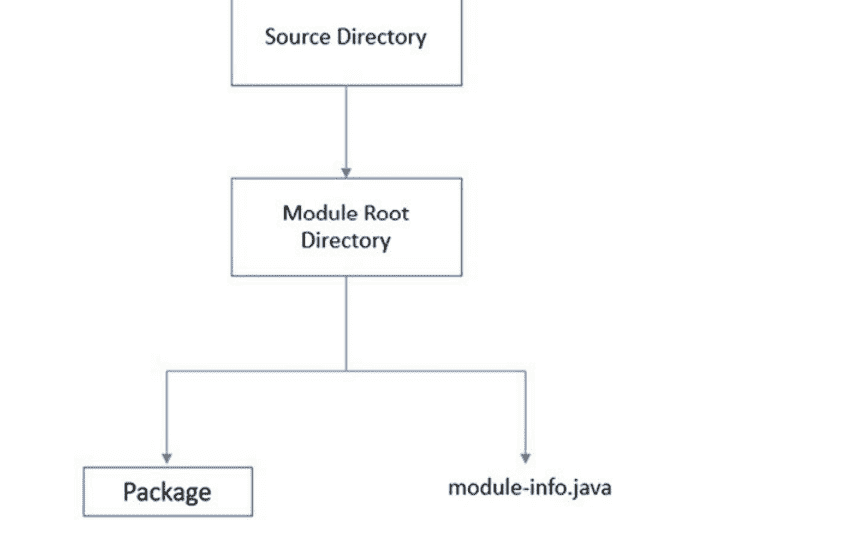 Source Directory
Module Root
Directory
Package
module-info.java